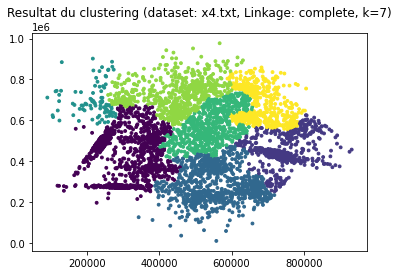 Resultat du clustering (dataset: x4.txt, Linkage: complete, k=7)
1e6
1.0
0.8
0.6
0.4
0.2
0.0
200000 400000 600000 800000